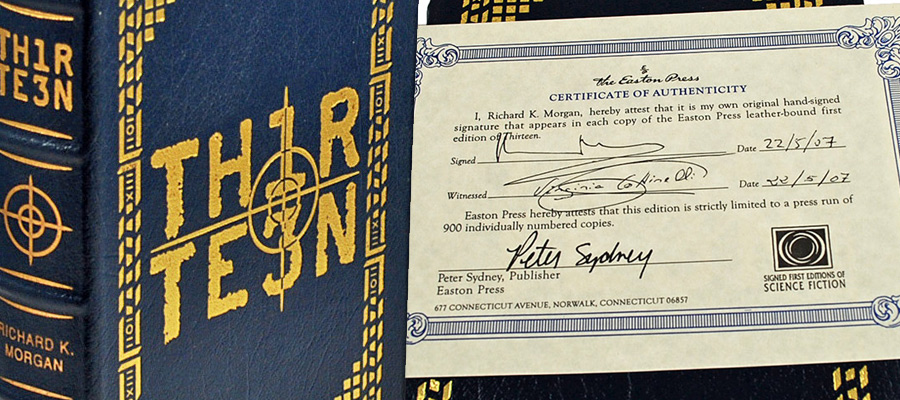 TH1R
TE3N
RICHARD K.
MORGAN
TH1R
TE3N
The Easton Press
CERTIFICATE OF AUTHENTICITY
I, Richard K. Morgan, hereby attest that it is my own original hand-signed
signature that appears in each copy of the Easton Press leather-bound first
edition of Thirteen.
Signed Date 22/5/07
Witnessed Virginia Date 22/5/07
Easton Press hereby attests that this edition is strictly limited to a press run of
900 individually numbered copies.
Peter Sydney
Peter Sydney, Publisher
Easton Press
677 CONNECTICUT AVENUE, NORWALK, CONNECTICUT 06857
SIGNED FIRST EDITIONS OF
SCIENCE FICTION